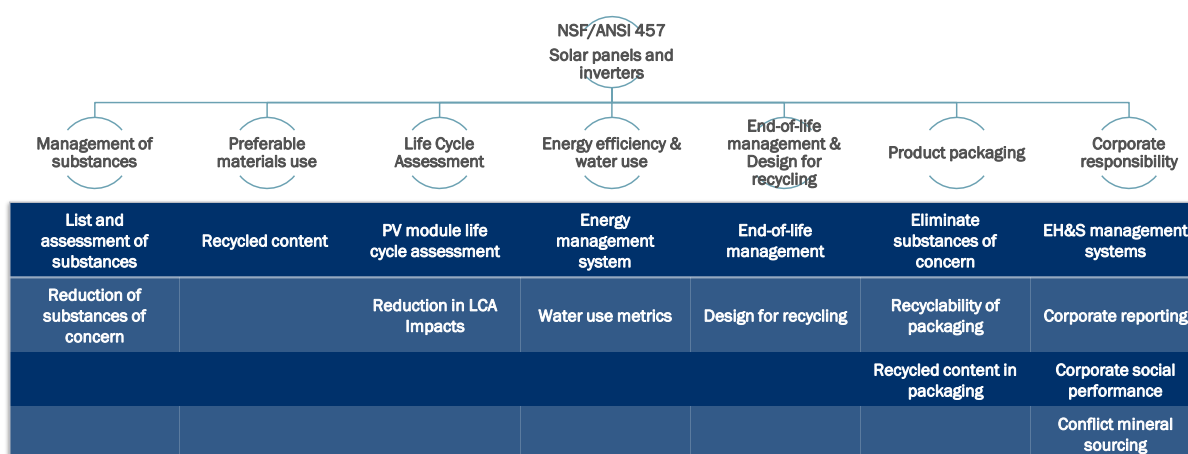 NSF/ANSI 457
Solar panels and
inverters
Management of
substances
Preferable
materials use
Life Cycle
Assessment
Energy efficiency &
water use
End-of-life
management &
Design for
recycling
Product packaging
Corporate
responsibility
List and
assessment of
substances
Recycled content
PV module life
cycle assessment
Energy
management
system
End-of-life
management
Eliminate
substances of
concern
EH&S management
systems
Reduction of
substances of
concern
Reduction in LCA
Impacts
Water use metrics
Design for recycling
Recyclability of
packaging
Corporate reporting
Recycled content in
packaging
Corporate social
performance
Conflict mineral
sourcing